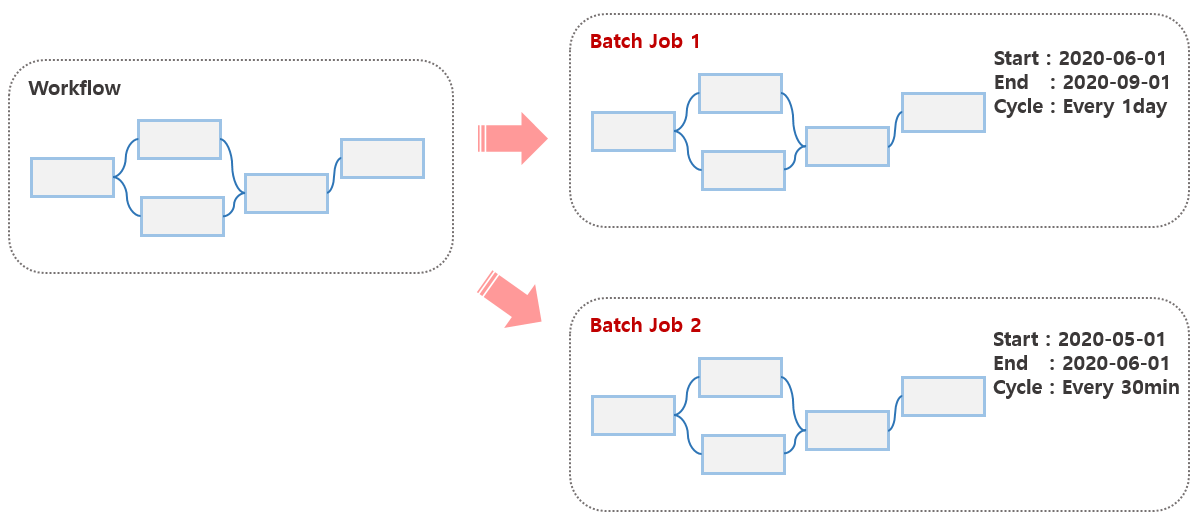 Workflow
Batch Job 1
Start : 2020-06-01
End : 2020-09-01
Cycle : Every 1day
Batch Job 2
Start : 2020-05-01
End : 2020-06-01
Cycle : Every 30min